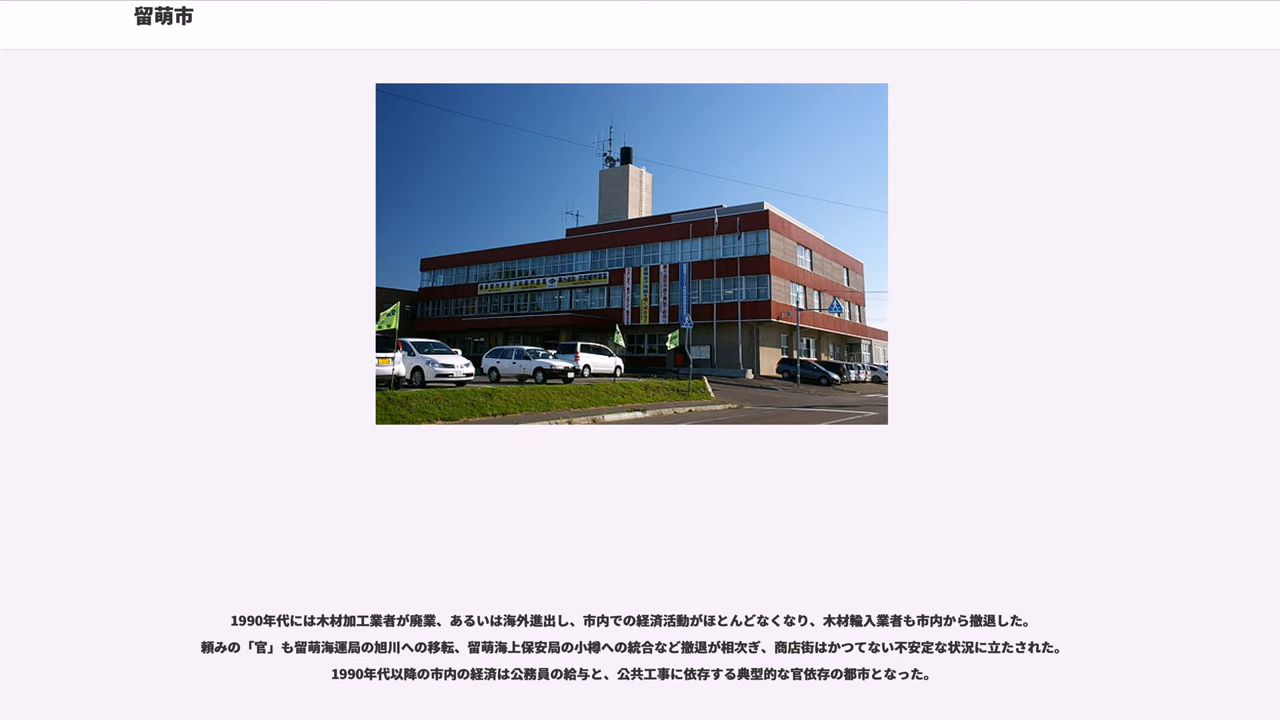 留萌市
1990年代には木材加工業者が廃業、あるいは海外進出し、市内での経済活動がほとんどなくなり、木材輸入業者も市内から撤退した。
頼みの「官」も留萌海運局の旭川への移転、留萌海上保安局の小樽への統合など撤退が相次ぎ、商店街はかつてない不安定な状況に立たされた。
1990年代以降の市内の経済は公務員の給与と、公共工事に依存する典型的な官依存の都市となった。